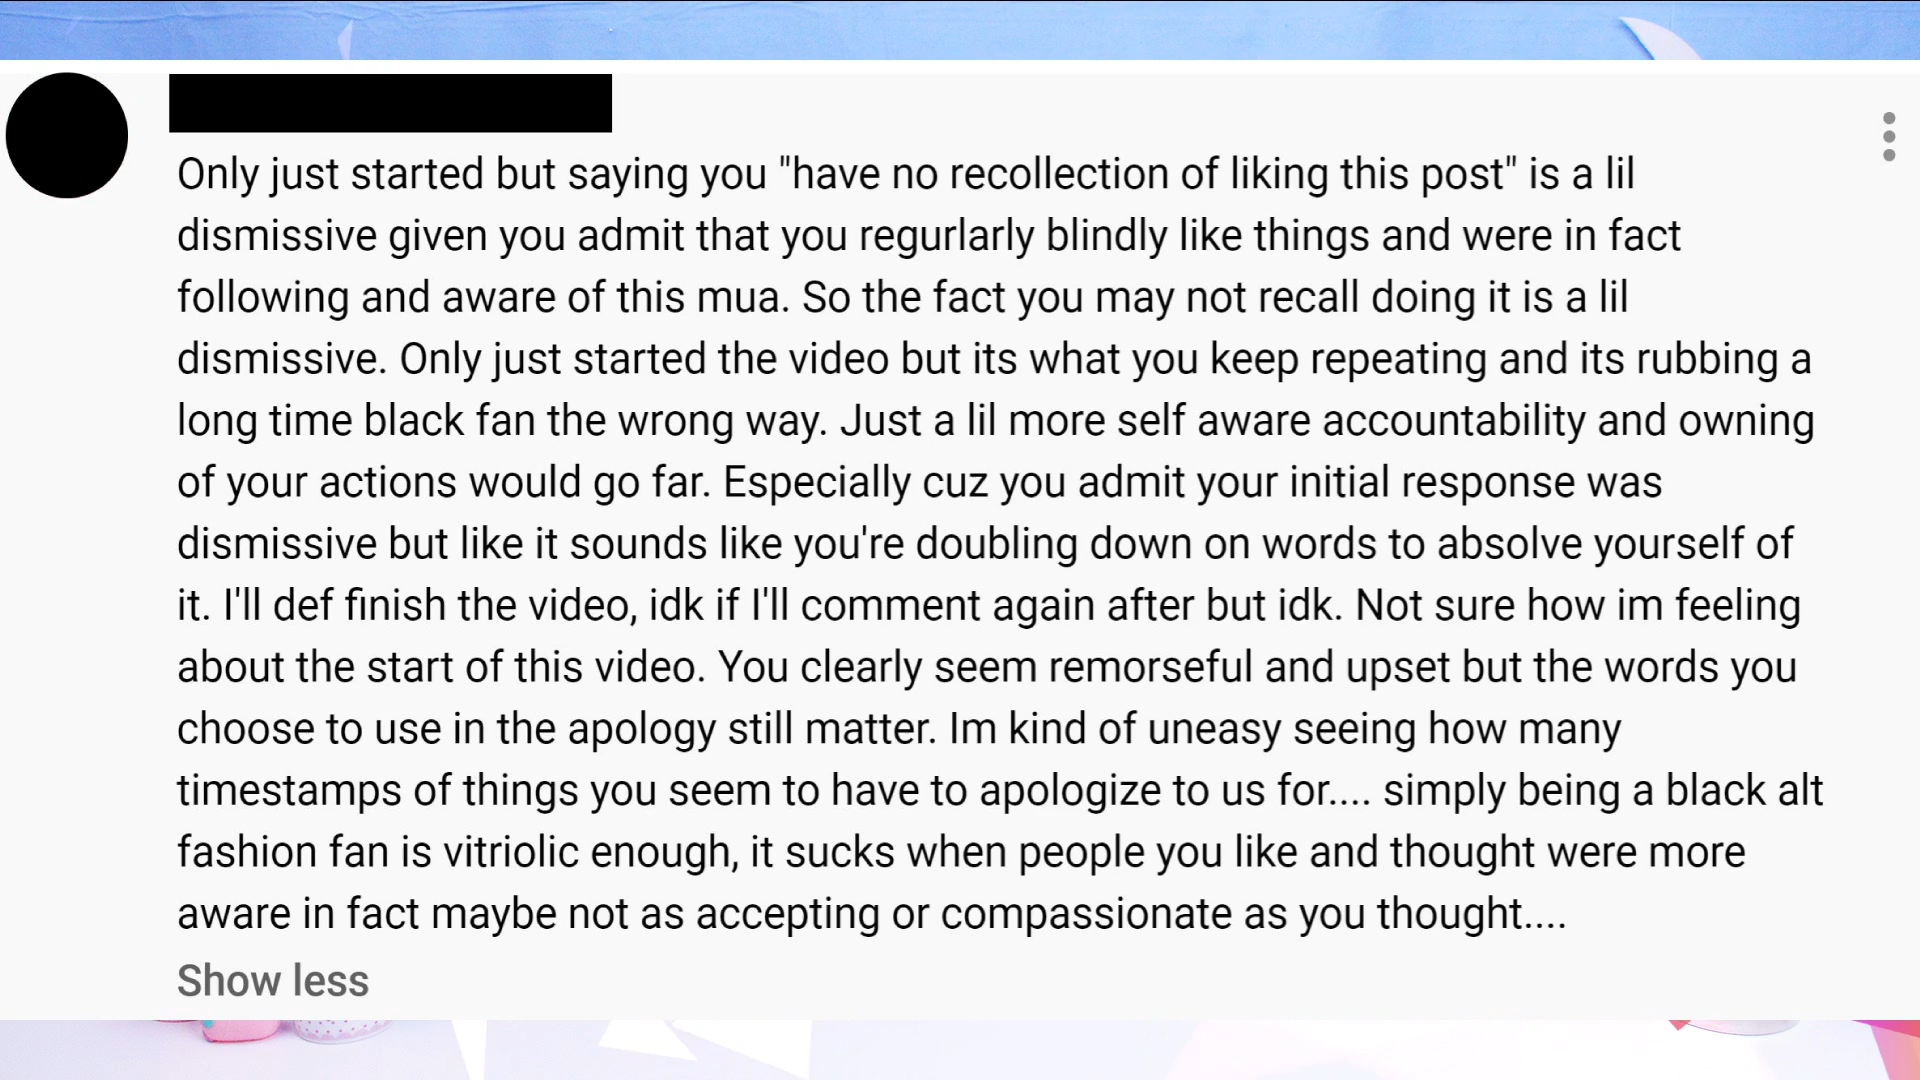 Only just started but saying you "have no recollection of liking this post" is a lil
dismissive given you admit that you regurlarly blindly like things and were in fact
following and aware of this mua. So the fact you may not recall doing it is a lil
dismissive. Only just started the video but its what you keep repeating and its rubbing a
long time black fan the wrong way. Just a lil more self aware accountability and owning
of your actions would go far. Especially cuz you admit your initial response was
dismissive but like it sounds like you're doubling down on words to absolve yourself of
it. I'll def finish the video, idk if I'll comment again after but idk. Not sure how im feeling
about the start of this video. You clearly seem remorseful and upset but the words you
choose to use in the apology still matter. Im kind of uneasy seeing how many
timestamps of things you seem to have to apologize to us for.... simply being a black alt
fashion fan is vitriolic enough, it sucks when people you like and thought were more
aware in fact maybe not as accepting or compassionate as you thought....
Show less